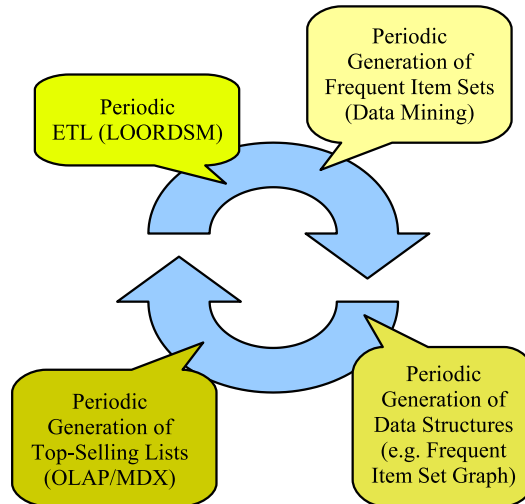 Periodic
ETL (LOORDSM)
Periodic
Generation of
Frequent Item Sets
(Data Mining)
Periodic
Generation of
Top-Selling Lists
(OLAP/MDX)
Periodic
Generation of
Data Structures
(e.g. Frequent
Item Set Graph)